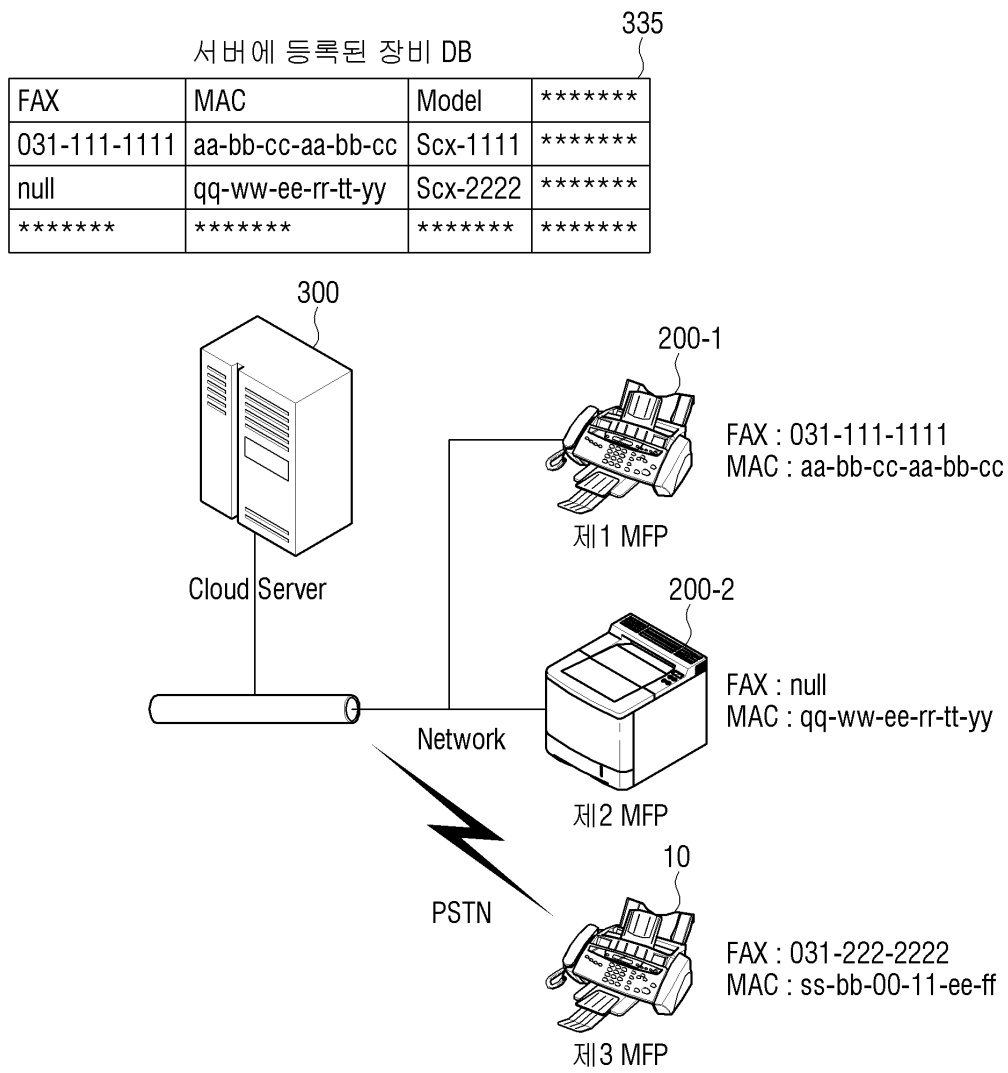 335
서버에 등록된 장비 DB
FAX MAC Model *******
031-111-1111 aa-bb-cc-aa-bb-cc Scx-1111 *******
null qq-ww-ee-rr-tt-yy Scx-2222 *******
******* ******* ******* *******
300
Cloud Server
200-1
FAX : 031-111-1111
MAC : aa-bb-cc-aa-bb-cc
제1 MFP
200-2
FAX : null
MAC : qq-ww-ee-rr-tt-yy
Network
제2 MFP
10
PSTN
FAX : 031-222-2222
MAC : ss-bb-00-11-ee-ff
제3 MFP